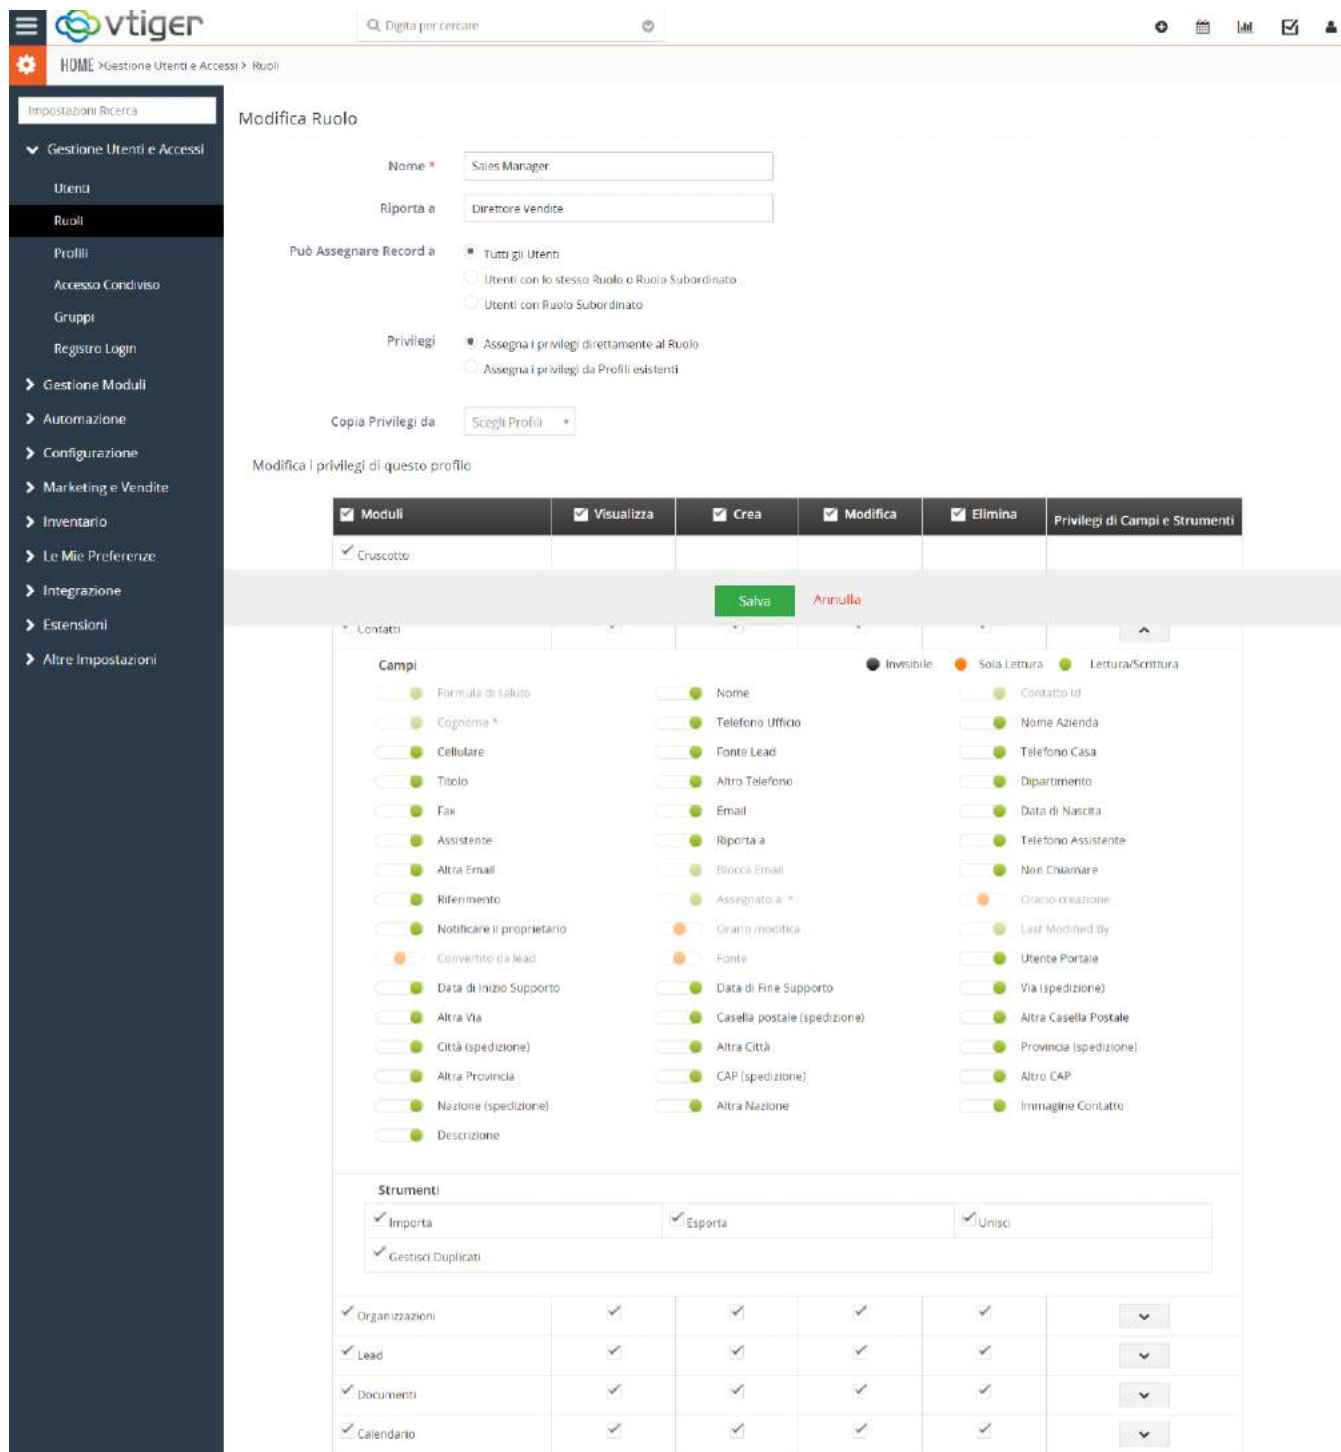 vtiger
Digita per cercare
HOME >Gestione Utenti e Accessi > Ruoli
Impostazioni Ricerca
Gestione Utenti e Accessi
Utenti
Ruoli
Profili
Accesso Condiviso
Gruppi
Registro Login
Gestione Moduli
Automazione
Configurazione
Marketing e Vendite
Inventario
Le Mie Preferenze
Integrazione
Estensioni
Altre Impostazioni
Modifica Ruolo
Nome * Sales Manager
Riporta a Direttore Vendite
Può Assegnare Record a Tutti gli Utenti
Utenti con lo stesso Ruolo o Ruolo Subordinato
Utenti con Ruolo Subordinato
Privilegi Assegna i privilegi direttamente al Ruolo
Assegna i privilegi da Profili esistenti
Copia Privilegi da Scegli Profili
Modifica i privilegi di questo profilo
Moduli Visualizza Crea Modifica Elimina Privilegi di Campi e Strumenti
Cruscotto
Salva Annulla
Contatti
Campi Invisibile Sola Lettura Lettura/Scrittura
Formula di saluto Nome Contatto Id
Cognome * Telefono Ufficio Nome Azienda
Cellulare Fonte Lead Telefono Casa
Titolo Altro Telefono Dipartimento
Fax Email Data di Nascita
Assistente Riporta a Telefono Assistente
Altra Email Blocca Email Non Chiamare
Riferimento Assegnato a * Orario creazione
Notificare il proprietario Orario modifica Last Modified By
Convertito da lead Fonte Utente Portale
Data di Inizio Supporto Data di Fine Supporto Via (spedizione)
Altra Via Casella postale (spedizione) Altra Casella Postale
Città (spedizione) Altra Città Provincia (spedizione)
Altra Provincia CAP (spedizione) Altro CAP
Nazione (spedizione) Altra Nazione Immagine Contatto
Descrizione
Strumenti
Importa Esporta Unisci
Gestisci Duplicati
Organizzazioni
Lead
Documenti
Calendario